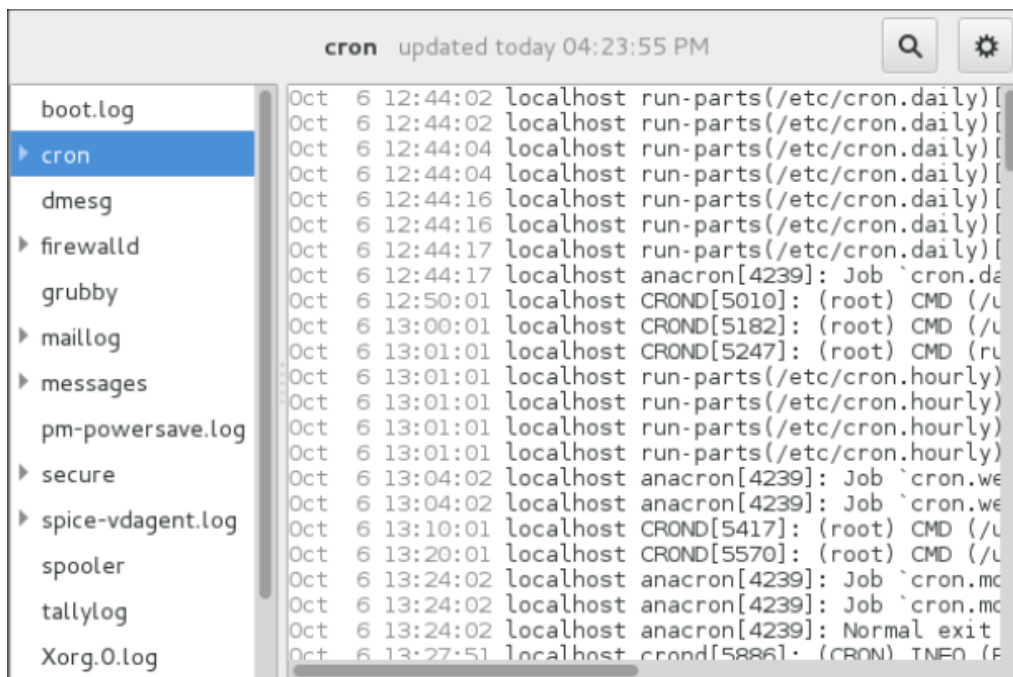 cron updated today 04:23:55 PM
boot.log
cron
dmesg
firewalld
grubby
maillog
messages
pm-powersave.log
secure
spice-vdagent.log
spooler
tallylog
Xorg.0.log
Oct 6 12:44:02 localhost run-parts(/etc/cron.daily)[
Oct 6 12:44:02 localhost run-parts(/etc/cron.daily)[
Oct 6 12:44:04 localhost run-parts(/etc/cron.daily)[
Oct 6 12:44:04 localhost run-parts(/etc/cron.daily)[
Oct 6 12:44:16 localhost run-parts(/etc/cron.daily)[
Oct 6 12:44:16 localhost run-parts(/etc/cron.daily)[
Oct 6 12:44:17 localhost run-parts(/etc/cron.daily)[
Oct 6 12:44:17 localhost anacron[4239]: Job `cron.da
Oct 6 12:50:01 localhost CROND[5010]: (root) CMD (/u
Oct 6 13:00:01 localhost CROND[5182]: (root) CMD (/u
Oct 6 13:01:01 localhost CROND[5247]: (root) CMD (ru
Oct 6 13:01:01 localhost run-parts(/etc/cron.hourly)
Oct 6 13:01:01 localhost run-parts(/etc/cron.hourly)
Oct 6 13:01:01 localhost run-parts(/etc/cron.hourly)
Oct 6 13:01:01 localhost run-parts(/etc/cron.hourly)
Oct 6 13:04:02 localhost anacron[4239]: Job `cron.we
Oct 6 13:04:02 localhost anacron[4239]: Job `cron.we
Oct 6 13:10:01 localhost CROND[5417]: (root) CMD (/u
Oct 6 13:20:01 localhost CROND[5570]: (root) CMD (/u
Oct 6 13:24:02 localhost anacron[4239]: Job `cron.mo
Oct 6 13:24:02 localhost anacron[4239]: Job `cron.mo
Oct 6 13:24:02 localhost anacron[4239]: Normal exit
Oct 6 13:27:51 localhost crond[5886]: (CRON) INFO (